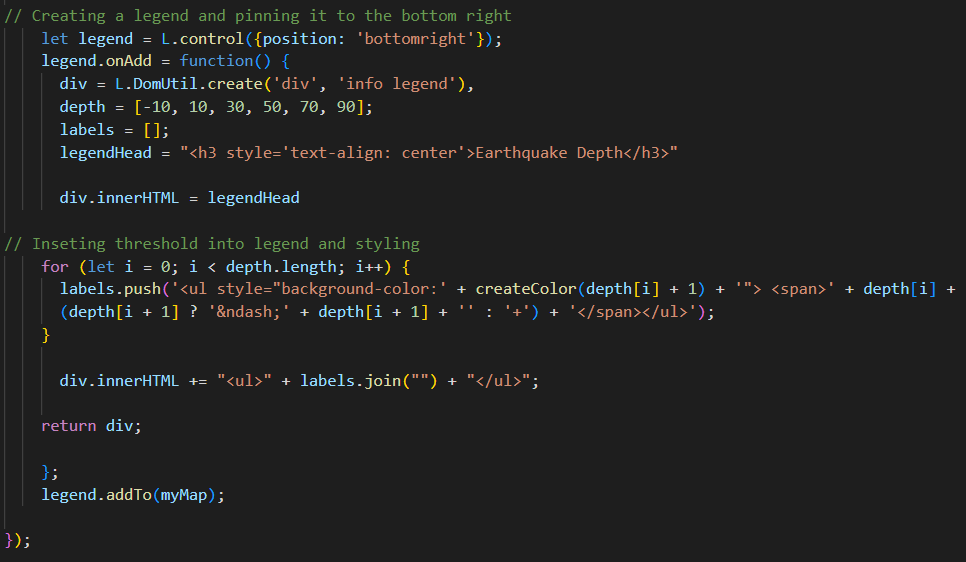 // Creating a legend and pinning it to the bottom right
let legend = L.control({position: 'bottomright'});
legend.onAdd = function() {
div = L.DomUtil.create('div', 'info legend'),
depth = [-10, 10, 30, 50, 70, 90];
labels = [];
legendHead = "<h3 style='text-align: center'>Earthquake Depth</h3>"
div.innerHTML = legendHead
// Inseting threshold into legend and styling
for (let i = 0; i < depth.length; i++) {
labels.push('<ul style="background-color:' + createColor(depth[i] + 1) + '"> <span>' + depth[i] +
(depth[i + 1] ? '&ndash;' + depth[i + 1] + '' : '+') + '</span></ul>');
}
div.innerHTML += "<ul>" + labels.join("") + "</ul>";
return div;
};
legend.addTo(myMap);
});